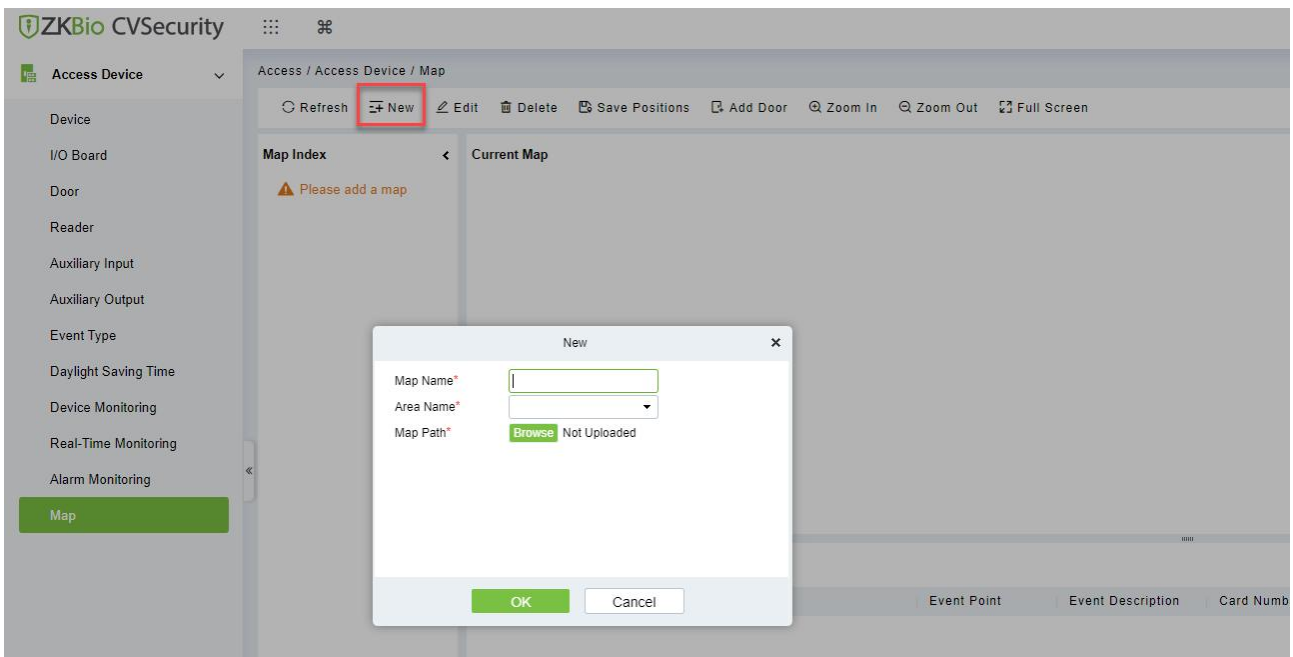 ZKBio CVSecurity
Access Device
Access / Access Device / Map
Refresh New Edit Delete Save Positions Add Door Zoom In Zoom Out Full Screen
Device
I/O Board
Door
Reader
Auxiliary Input
Auxiliary Output
Event Type
Daylight Saving Time
Device Monitoring
Real-Time Monitoring
Alarm Monitoring
Map
Map Index
Please add a map
Current Map
New
Map Name*
Area Name*
Map Path* Browse Not Uploaded
OK Cancel
Event Point Event Description Card Numb